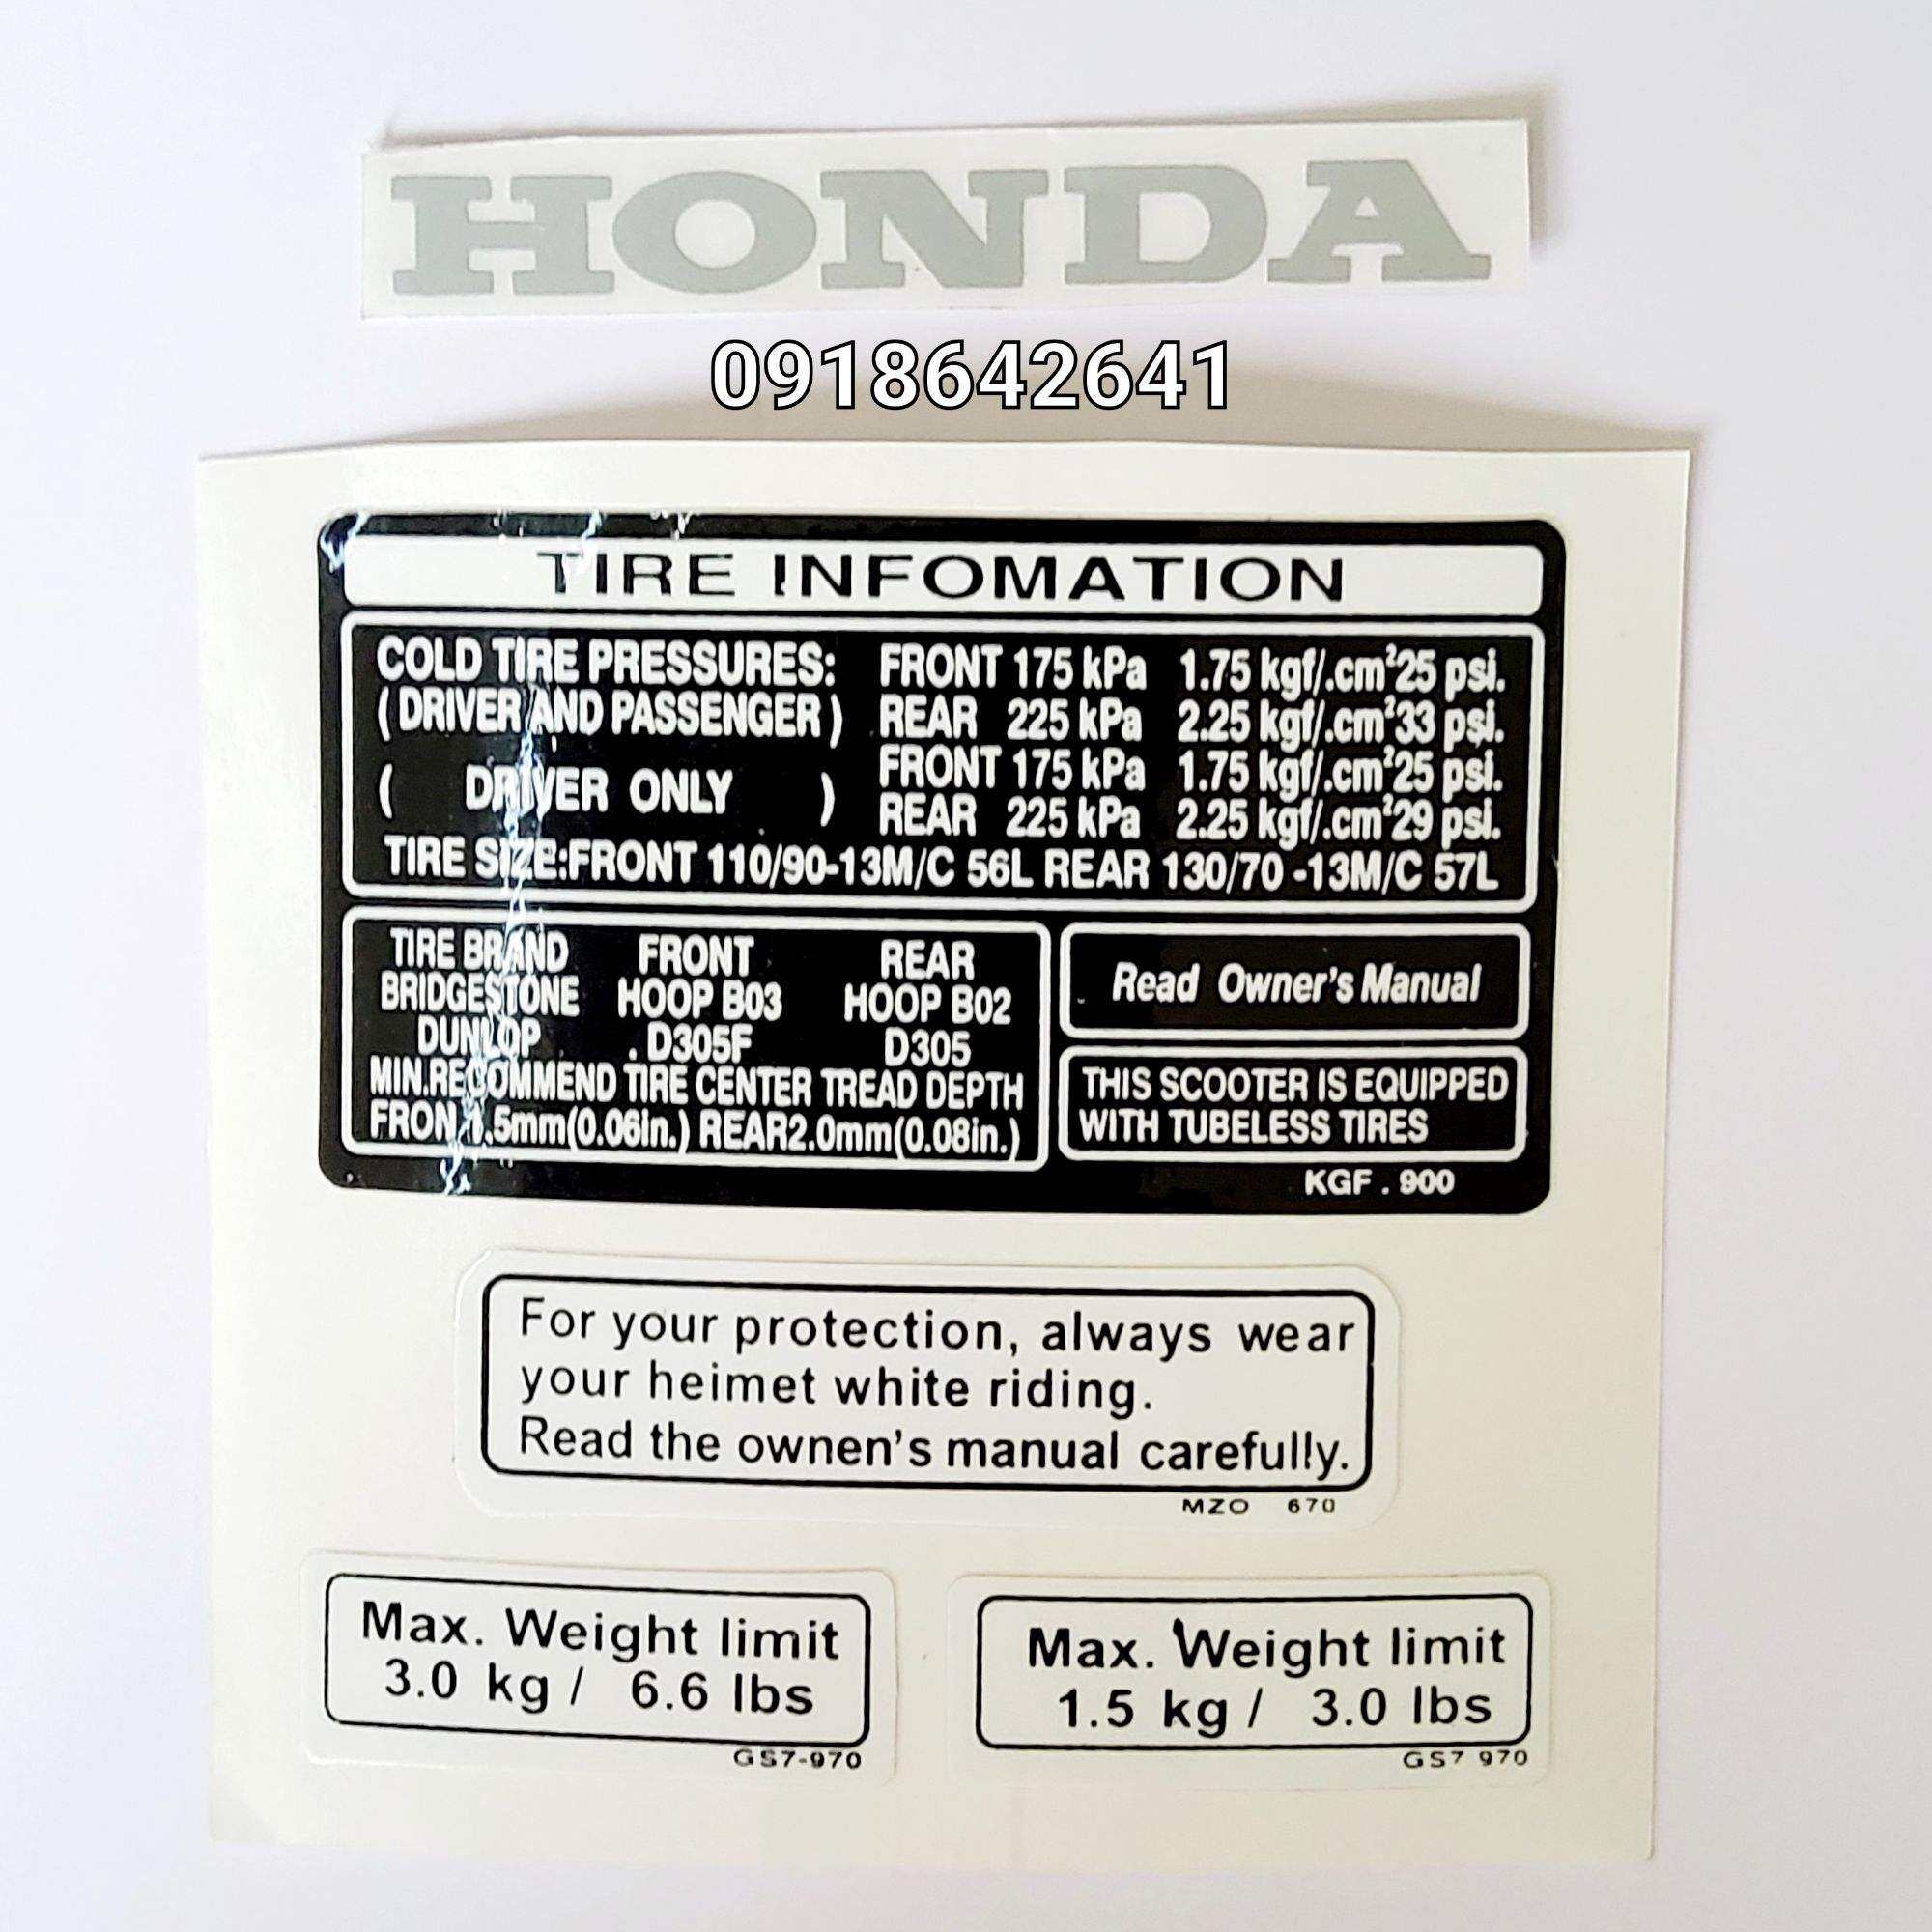 HONDA
0918642641
TIRE INFOMATION
COLD TIRE PRESSURES: FRONT 175 kPa 1.75 kgf/.cm²25 psi.
( DRIVER AND PASSENGER ) REAR 225 kPa 2.25 kgf/.cm²33 psi.
FRONT 175 kPa 1.75 kgf/.cm²25 psi.
( DRIVER ONLY )
REAR 225 kPa 2.25 kgf/.cm²29 psi.
TIRE SIZE:FRONT 110/90-13M/C 56L REAR 130/70 -13M/C 57L
TIRE BRAND FRONT REAR
BRIDGESTONE HOOP B03 HOOP B02
DUNLOP D305F D305
MIN.RECOMMEND TIRE CENTER TREAD DEPTH
FRON 1.5mm(0.06in.) REAR2.0mm(0.08in.)
Read Owner's Manual
THIS SCOOTER IS EQUIPPED
WITH TUBELESS TIRES
KGF . 900
For your protection, always wear
your heimet white riding.
Read the ownen's manual carefully.
MZO 670
Max. Weight limit
3.0 kg / 6.6 lbs
GS7-970
Max. Weight limit
1.5 kg / 3.0 lbs
GS7 970